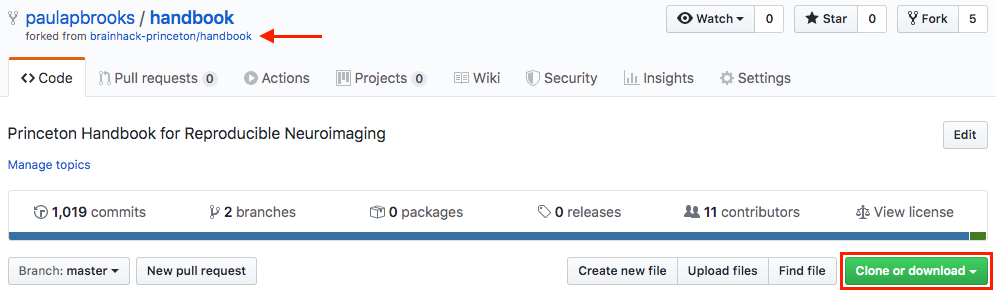 paulapbrooks / handbook
Watch 0 Star 0 Fork 5
forked from brainhack-princeton/handbook
Code Pull requests 0 Actions Projects 0 Wiki Security Insights Settings
Princeton Handbook for Reproducible Neuroimaging
Edit
Manage topics
1,019 commits 2 branches 0 packages 0 releases 11 contributors View license
Branch: master New pull request Create new file Upload files Find file Clone or download